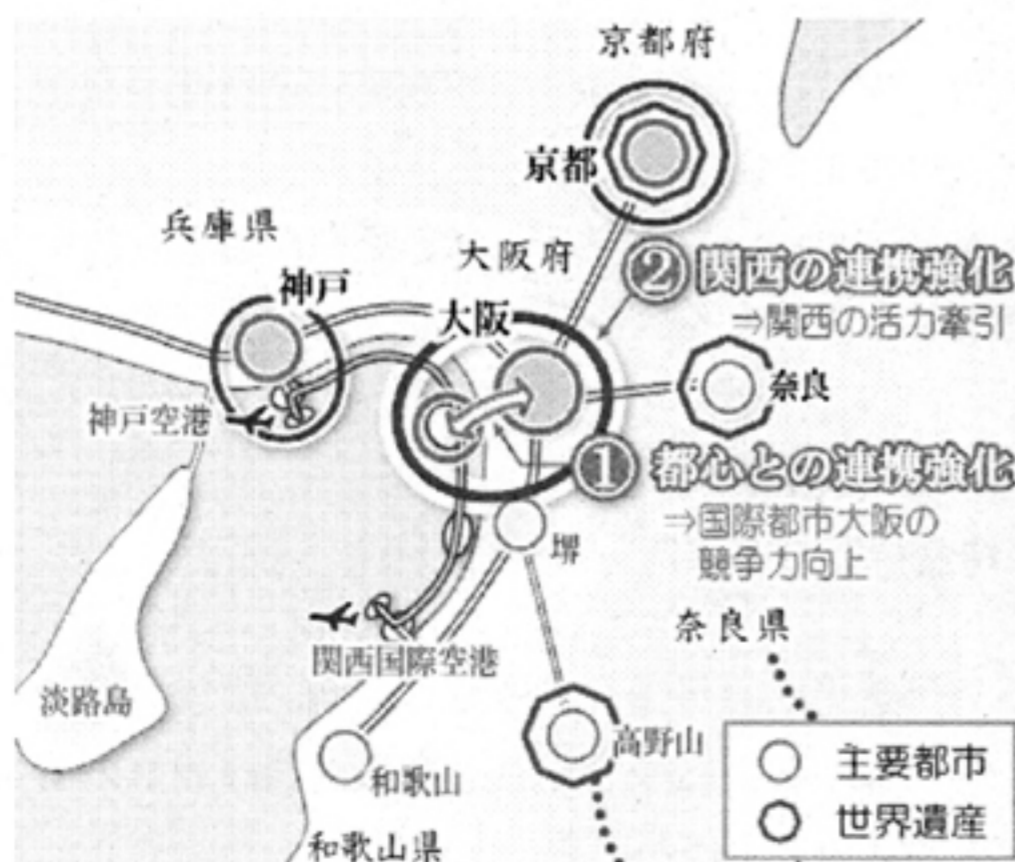 京都府
京都
兵庫県
大阪府
神戸
大阪
② 関西の連携強化
⇒関西の活力牽引
奈良
神戸空港
① 都心との連携強化
⇒国際都市大阪の
競争力向上
堺
奈良県
関西国際空港
淡路島
高野山
和歌山
和歌山県
主要都市
世界遺産